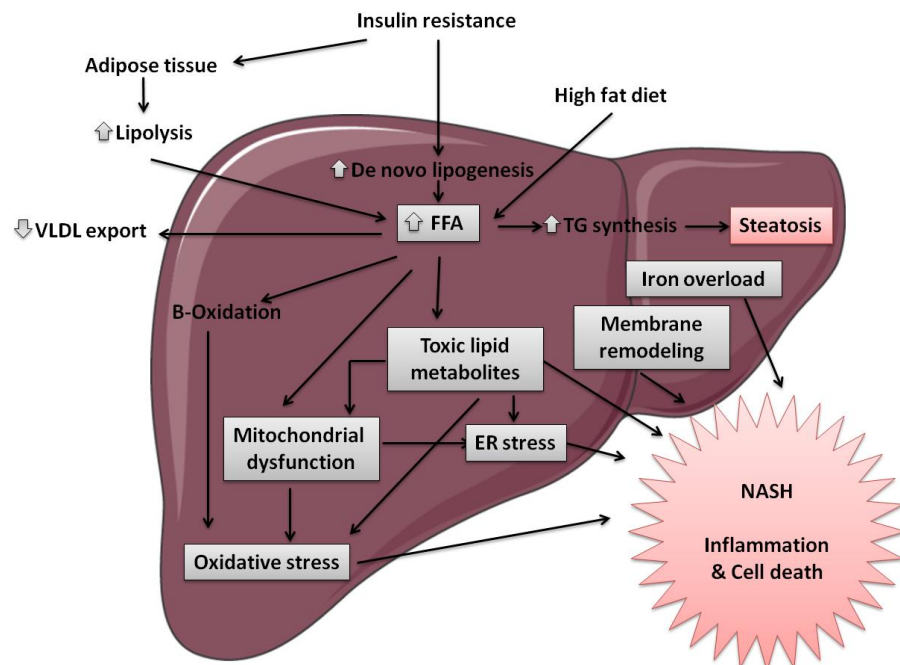 Insulin resistance
Adipose tissue
High fat diet
Lipolysis
De novo lipogenesis
VLDL export
FFA
TG synthesis
Steatosis
Iron overload
B-Oxidation
Membrane
remodeling
Toxic lipid
metabolites
Mitochondrial
dysfunction
ER stress
NASH
Inflammation
& Cell death
Oxidative stress